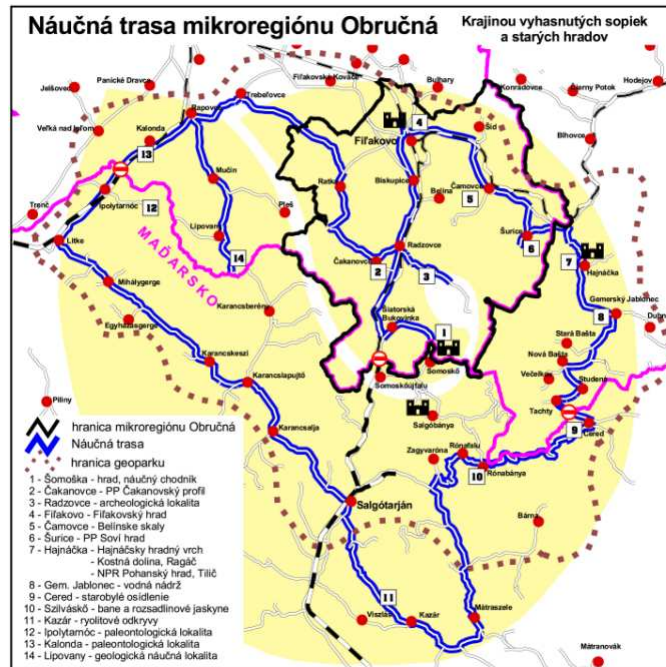 Náučná trasa mikroregiónu Obručná
Krajinou vyhasnutých sopiek
a starých hradov
Jelšovec
Panické Dravce
Fiľakovské Kováče
Bulhary
Konradovce
Čierny Potok
Hodejov
Trebeľovce
Rapovce
Veľká nad Ipľom
Kalonda
13
Fiľakovo
4
Šíd
Blhovce
Mučín
Ratka
Biskupice
Belina
Čamovce
5
Trenč
Ipolytarnóc
12
Pleš
Lipovany
14
Šurice
6
Litke
MAĎARSKO
Radzovce
Čakanovce
2
3
7
Hajnáčka
Mihálygerge
Karancsberény
Šiatorská
Bukovinka
1
Gemerský Jablonec
8
Egyházasgerge
Stará Bašta
Nová Bašta
Večelkov
Studená
Karancskeszi
Karancslapujtő
Somoskő
Somoskőújfalu
Tachty
9
Cered
Piliny
Salgóbánya
Karancsalja
Zagyvaróna
Rónafalu
10
Rónabánya
Salgótarján
Bárna
11
Kazár
Mátraszele
Mátranovák
hranica mikroregiónu Obručná
Náučná trasa
hranica geoparku
1 - Šomoška - hrad, náučný chodník
2 - Čakanovce - PP Čakanovský profil
3 - Radzovce - archeologická lokalita
4 - Fiľakovo - Fiľakovský hrad
5 - Čamovce - Belinske skaly
6 - Šurice - PP Soví hrad
7 - Hajnáčka - Hajnáčsky hradný vrch
- Kostná dolina, Ragáč
- NPR Pohanský hrad, Tilič
8 - Gem. Jablonec - vodná nádrž
9 - Cered - starobylé osídlenie
10 - Szilváskő - bane a rozsadlinové jaskyne
11 - Kazár - ryolitové odkryvy
12 - Ipolytarnóc - paleontologická lokalita
13 - Kalonda - paleontologická lokalita
14 - Lipovany - geologická náučná lokalita